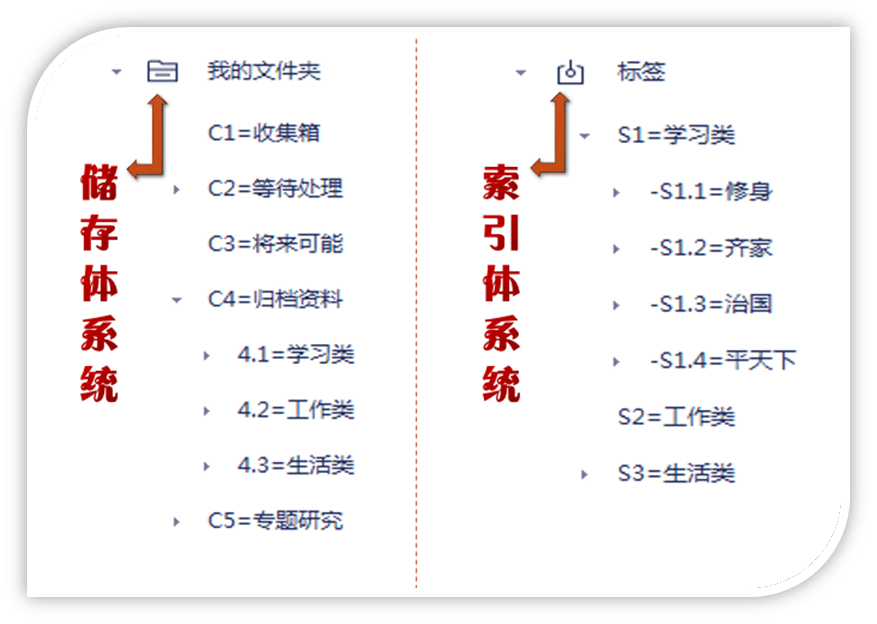 我的文件夹
C1=收集箱
C2=等待处理
C3=将来可能
C4=归档资料
4.1=学习类
4.2=工作类
4.3=生活类
C5=专题研究
储存体系统
标签
S1=学习类
-S1.1=修身
-S1.2=齐家
-S1.3=治国
-S1.4=平天下
S2=工作类
S3=生活类
索引体系统